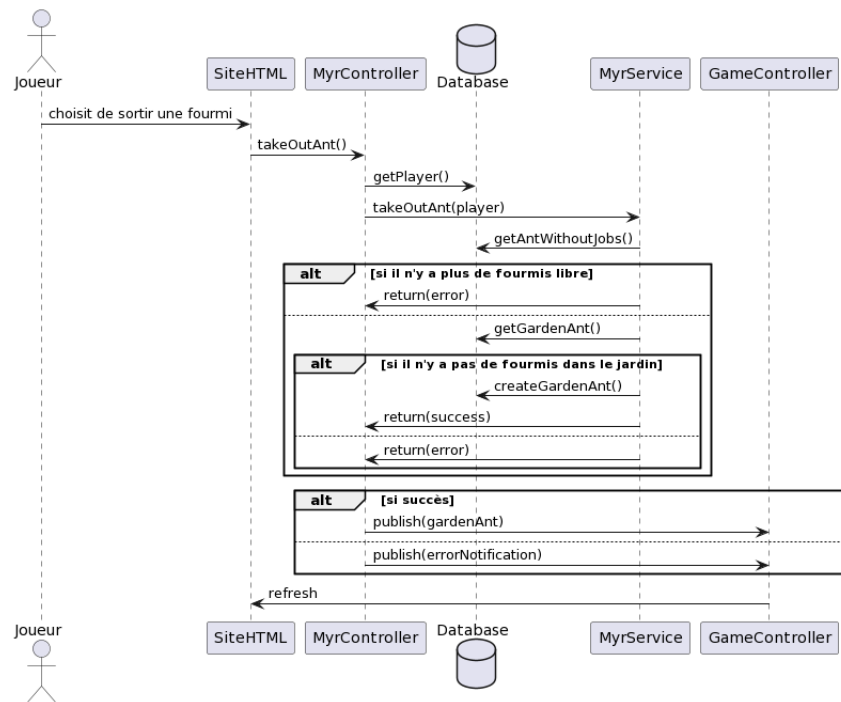 Joueur
SiteHTML
MyrController
Database
MyrService
GameController
choisit de sortir une fourmi
takeOutAnt()
getPlayer()
takeOutAnt(player)
getAntWithoutJobs()
alt [si il n'y a plus de fourmis libre]
return(error)
getGardenAnt()
alt [si il n'y a pas de fourmis dans le jardin]
createGardenAnt()
return(success)
return(error)
alt [si succès]
publish(gardenAnt)
publish(errorNotification)
refresh
Joueur
SiteHTML
MyrController
Database
MyrService
GameController